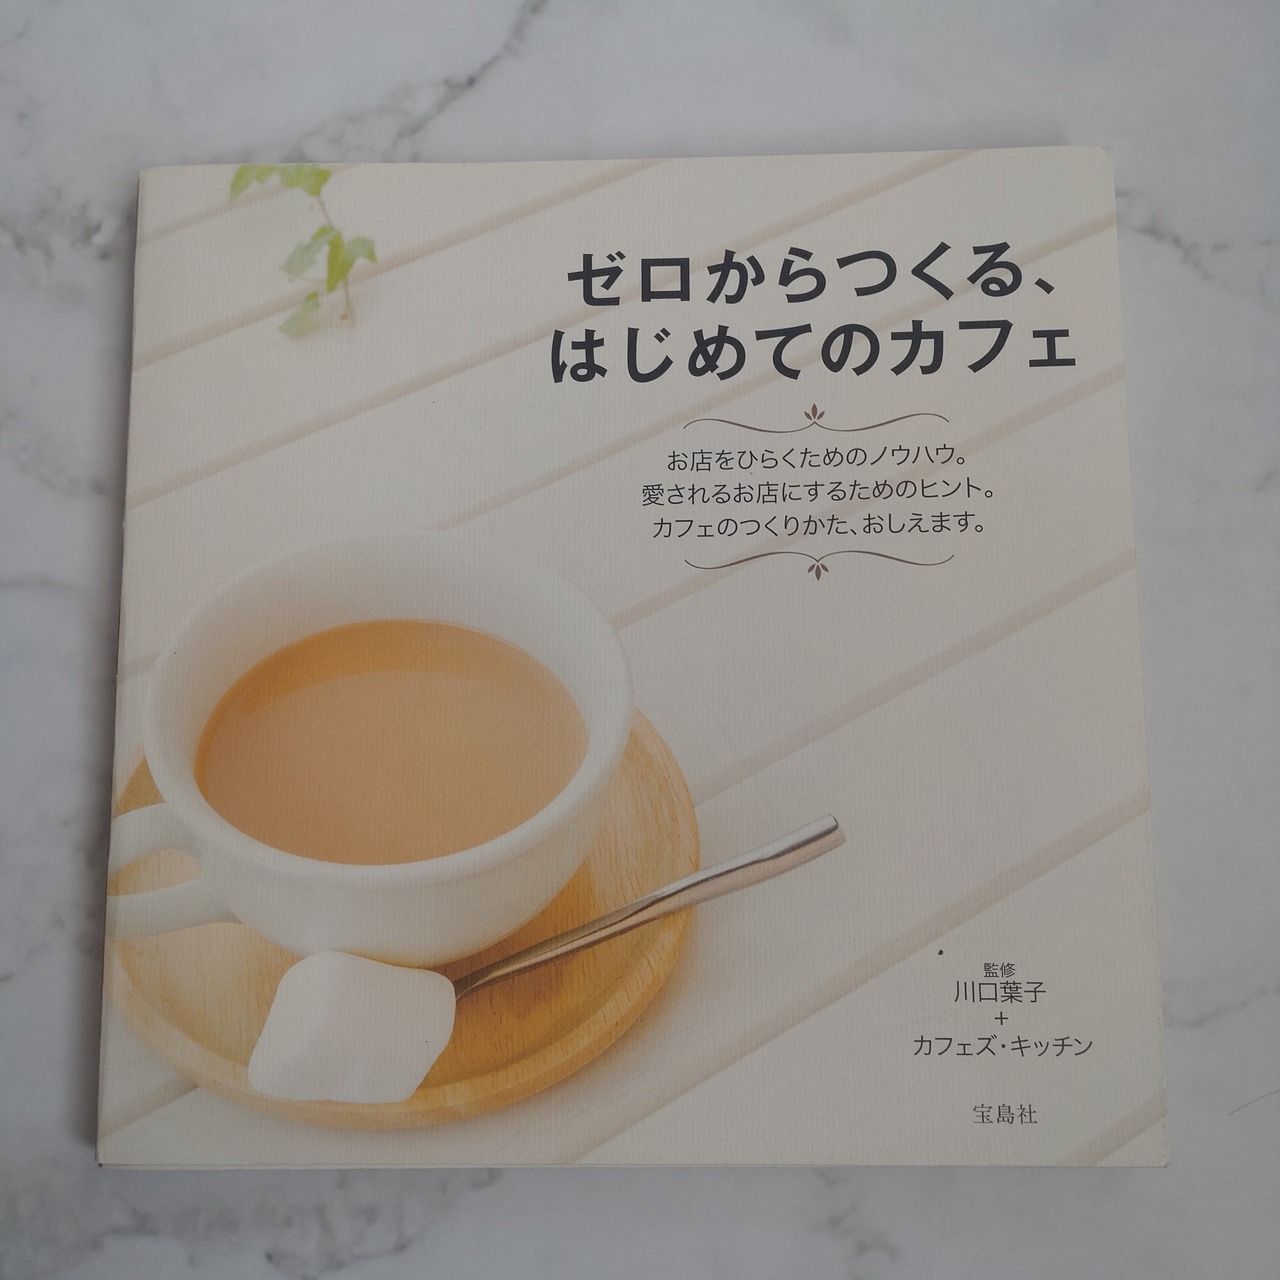 ゼロからつくる、
はじめてのカフェ
お店をひらくためのノウハウ。
愛されるお店にするためのヒント。
カフェのつくりかた、おしえます。
監修
川口葉子
+
カフェズ・キッチン
宝島社